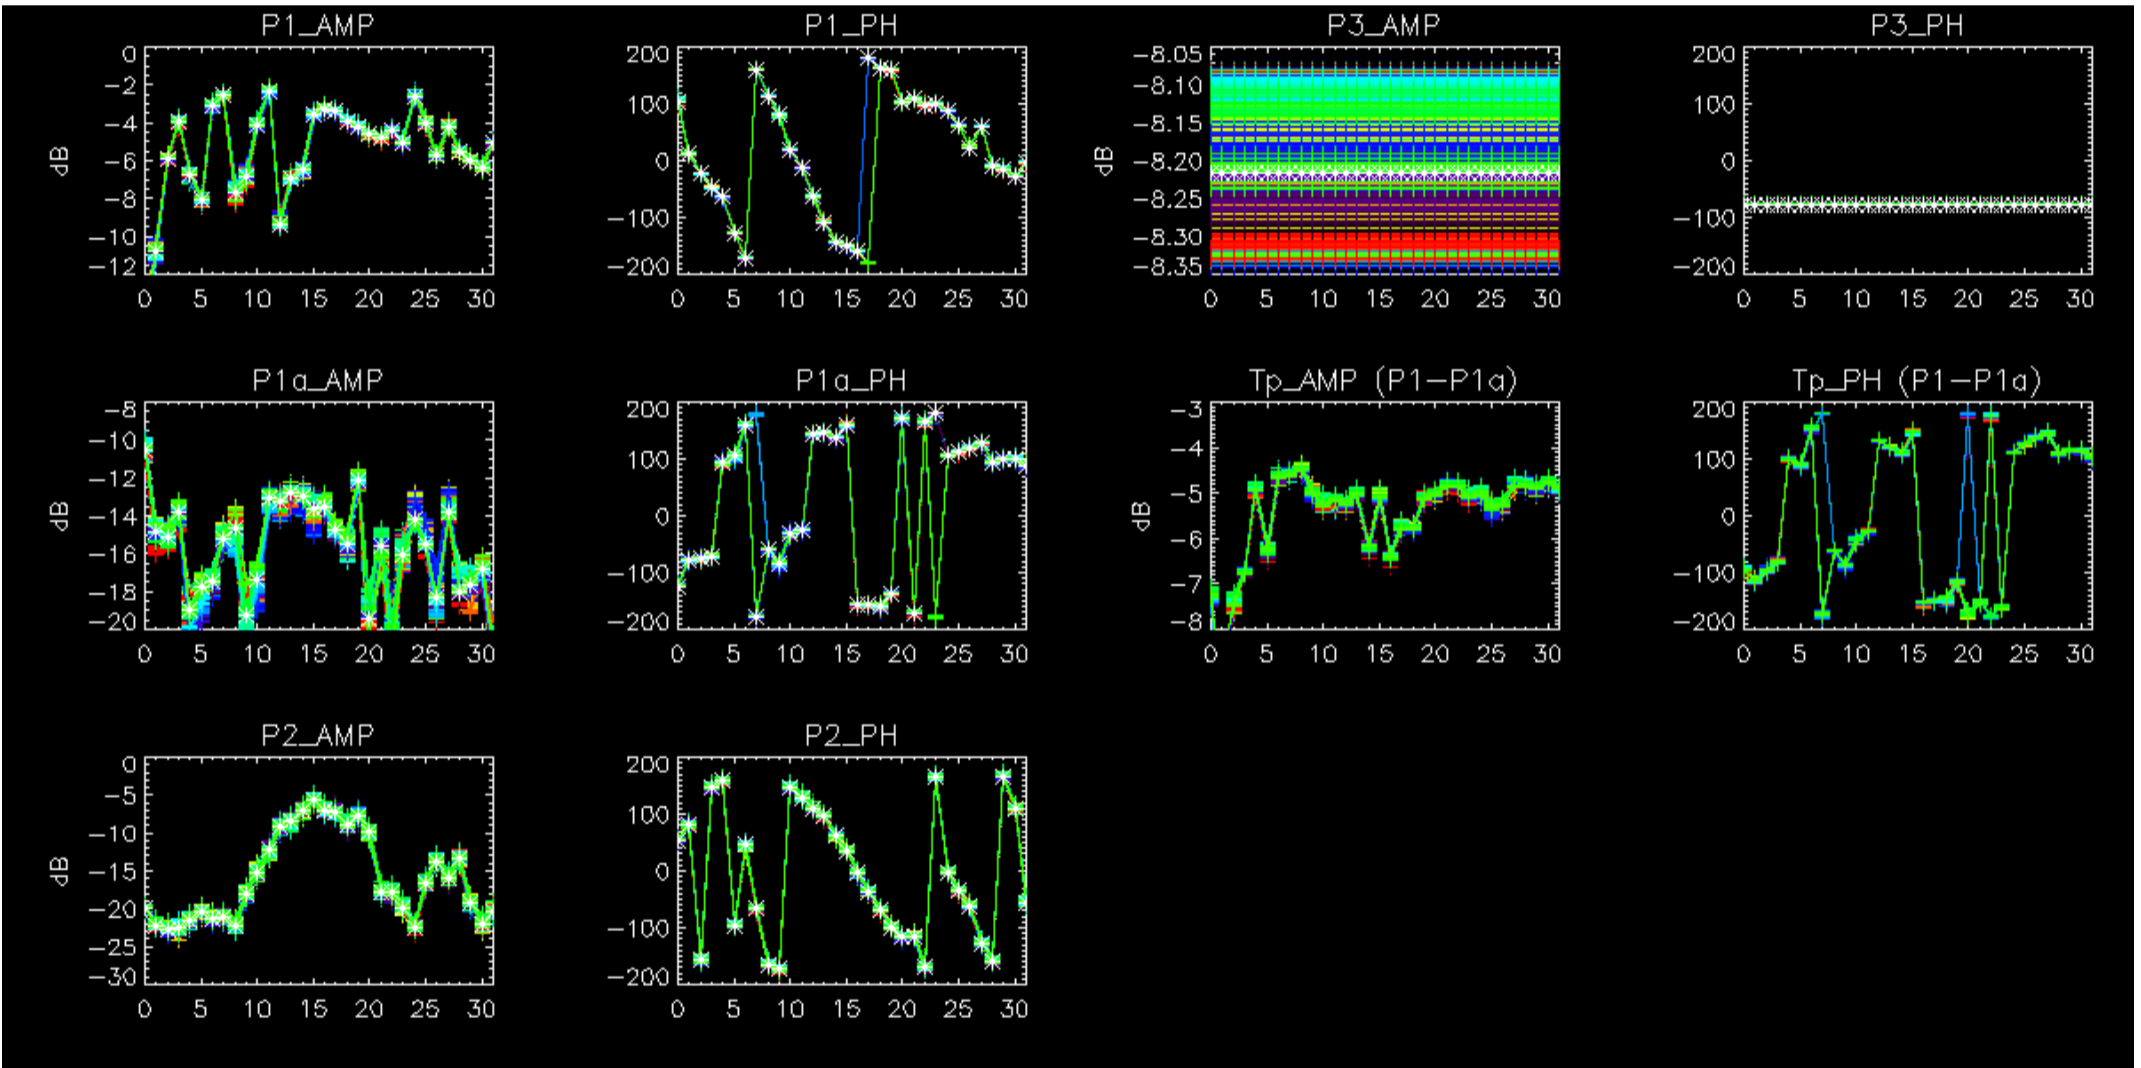 P1_AMP
P1_PH
P3_AMP
P3_PH
dB
0
-2
-4
-6
-8
-10
-12
0 5 10 15 20 25 30
200
100
0
-100
-200
0 5 10 15 20 25 30
dB
-8.05
-8.10
-8.15
-8.20
-8.25
-8.30
-8.35
0 5 10 15 20 25 30
200
100
0
-100
-200
0 5 10 15 20 25 30
P1a_AMP
P1a_PH
Tp_AMP (P1-P1a)
Tp_PH (P1-P1a)
dB
-8
-10
-12
-14
-16
-18
-20
0 5 10 15 20 25 30
200
100
0
-100
-200
0 5 10 15 20 25 30
dB
-3
-4
-5
-6
-7
-8
0 5 10 15 20 25 30
200
100
0
-100
-200
0 5 10 15 20 25 30
P2_AMP
P2_PH
dB
0
-5
-10
-15
-20
-25
-30
0 5 10 15 20 25 30
200
100
0
-100
-200
0 5 10 15 20 25 30